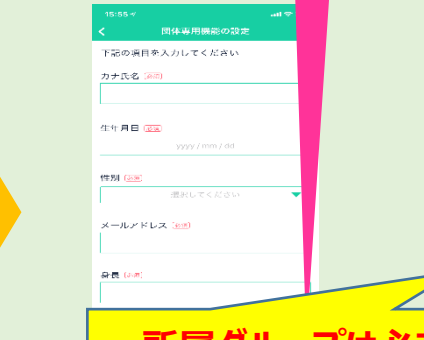 15:55
団体専用機能の設定
下記の項目を入力してください
カナ氏名 必須
生年月日 必須
yyyy / mm / dd
性別 必須
選択してください
メールアドレス 必須
身長 必須
所属グループは必